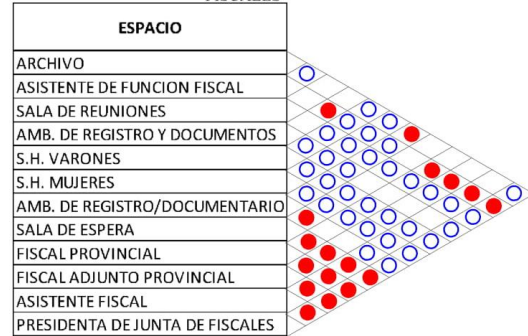 ESPACIO
ARCHIVO
ASISTENTE DE FUNCION FISCAL
SALA DE REUNIONES
AMB. DE REGISTRO Y DOCUMENTOS
S.H. VARONES
S.H. MUJERES
AMB. DE REGISTRO/DOCUMENTARIO
SALA DE ESPERA
FISCAL PROVINCIAL
FISCAL ADJUNTO PROVINCIAL
ASISTENTE FISCAL
PRESIDENTA DE JUNTA DE FISCALES